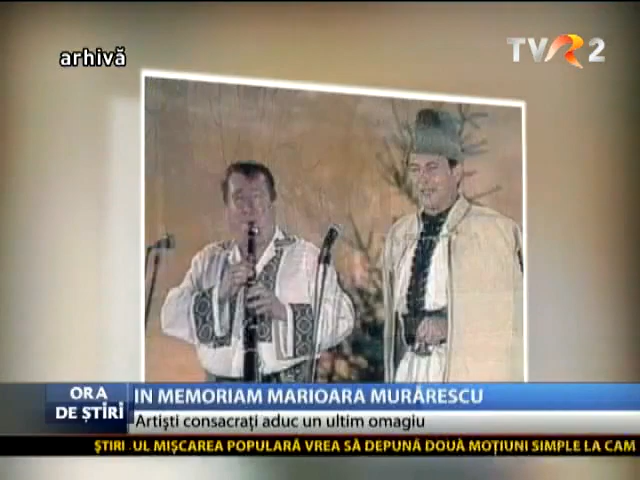 arhivă
TVR2
ORA
DE ȘTIRI
IN MEMORIAM MARIOARA MURĂRESCU
Artiști consacrați aduc un ultim omagiu
ȘTIRI .UL MIȘCAREA POPULARĂ VREA SĂ DEPUNĂ DOUĂ MOȚIUNI SIMPLE LA CAM